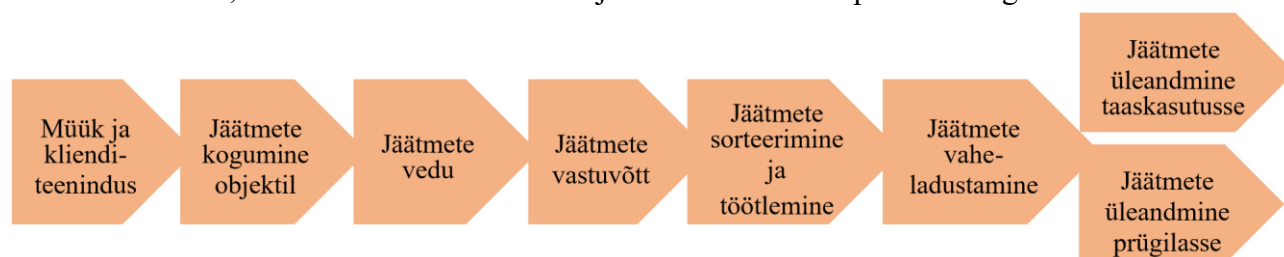 Müük ja
kliendi-
teenindus
Jäätmete
kogumine
objektil
Jäätmete
vedu
Jäätmete
vastuvõtt
Jäätmete
sorteerimine
ja
töötlemine
Jäätmete
vahe-
ladustamine
Jäätmete
üleandmine
taaskasutusse
Jäätmete
üleandmine
prügilasse